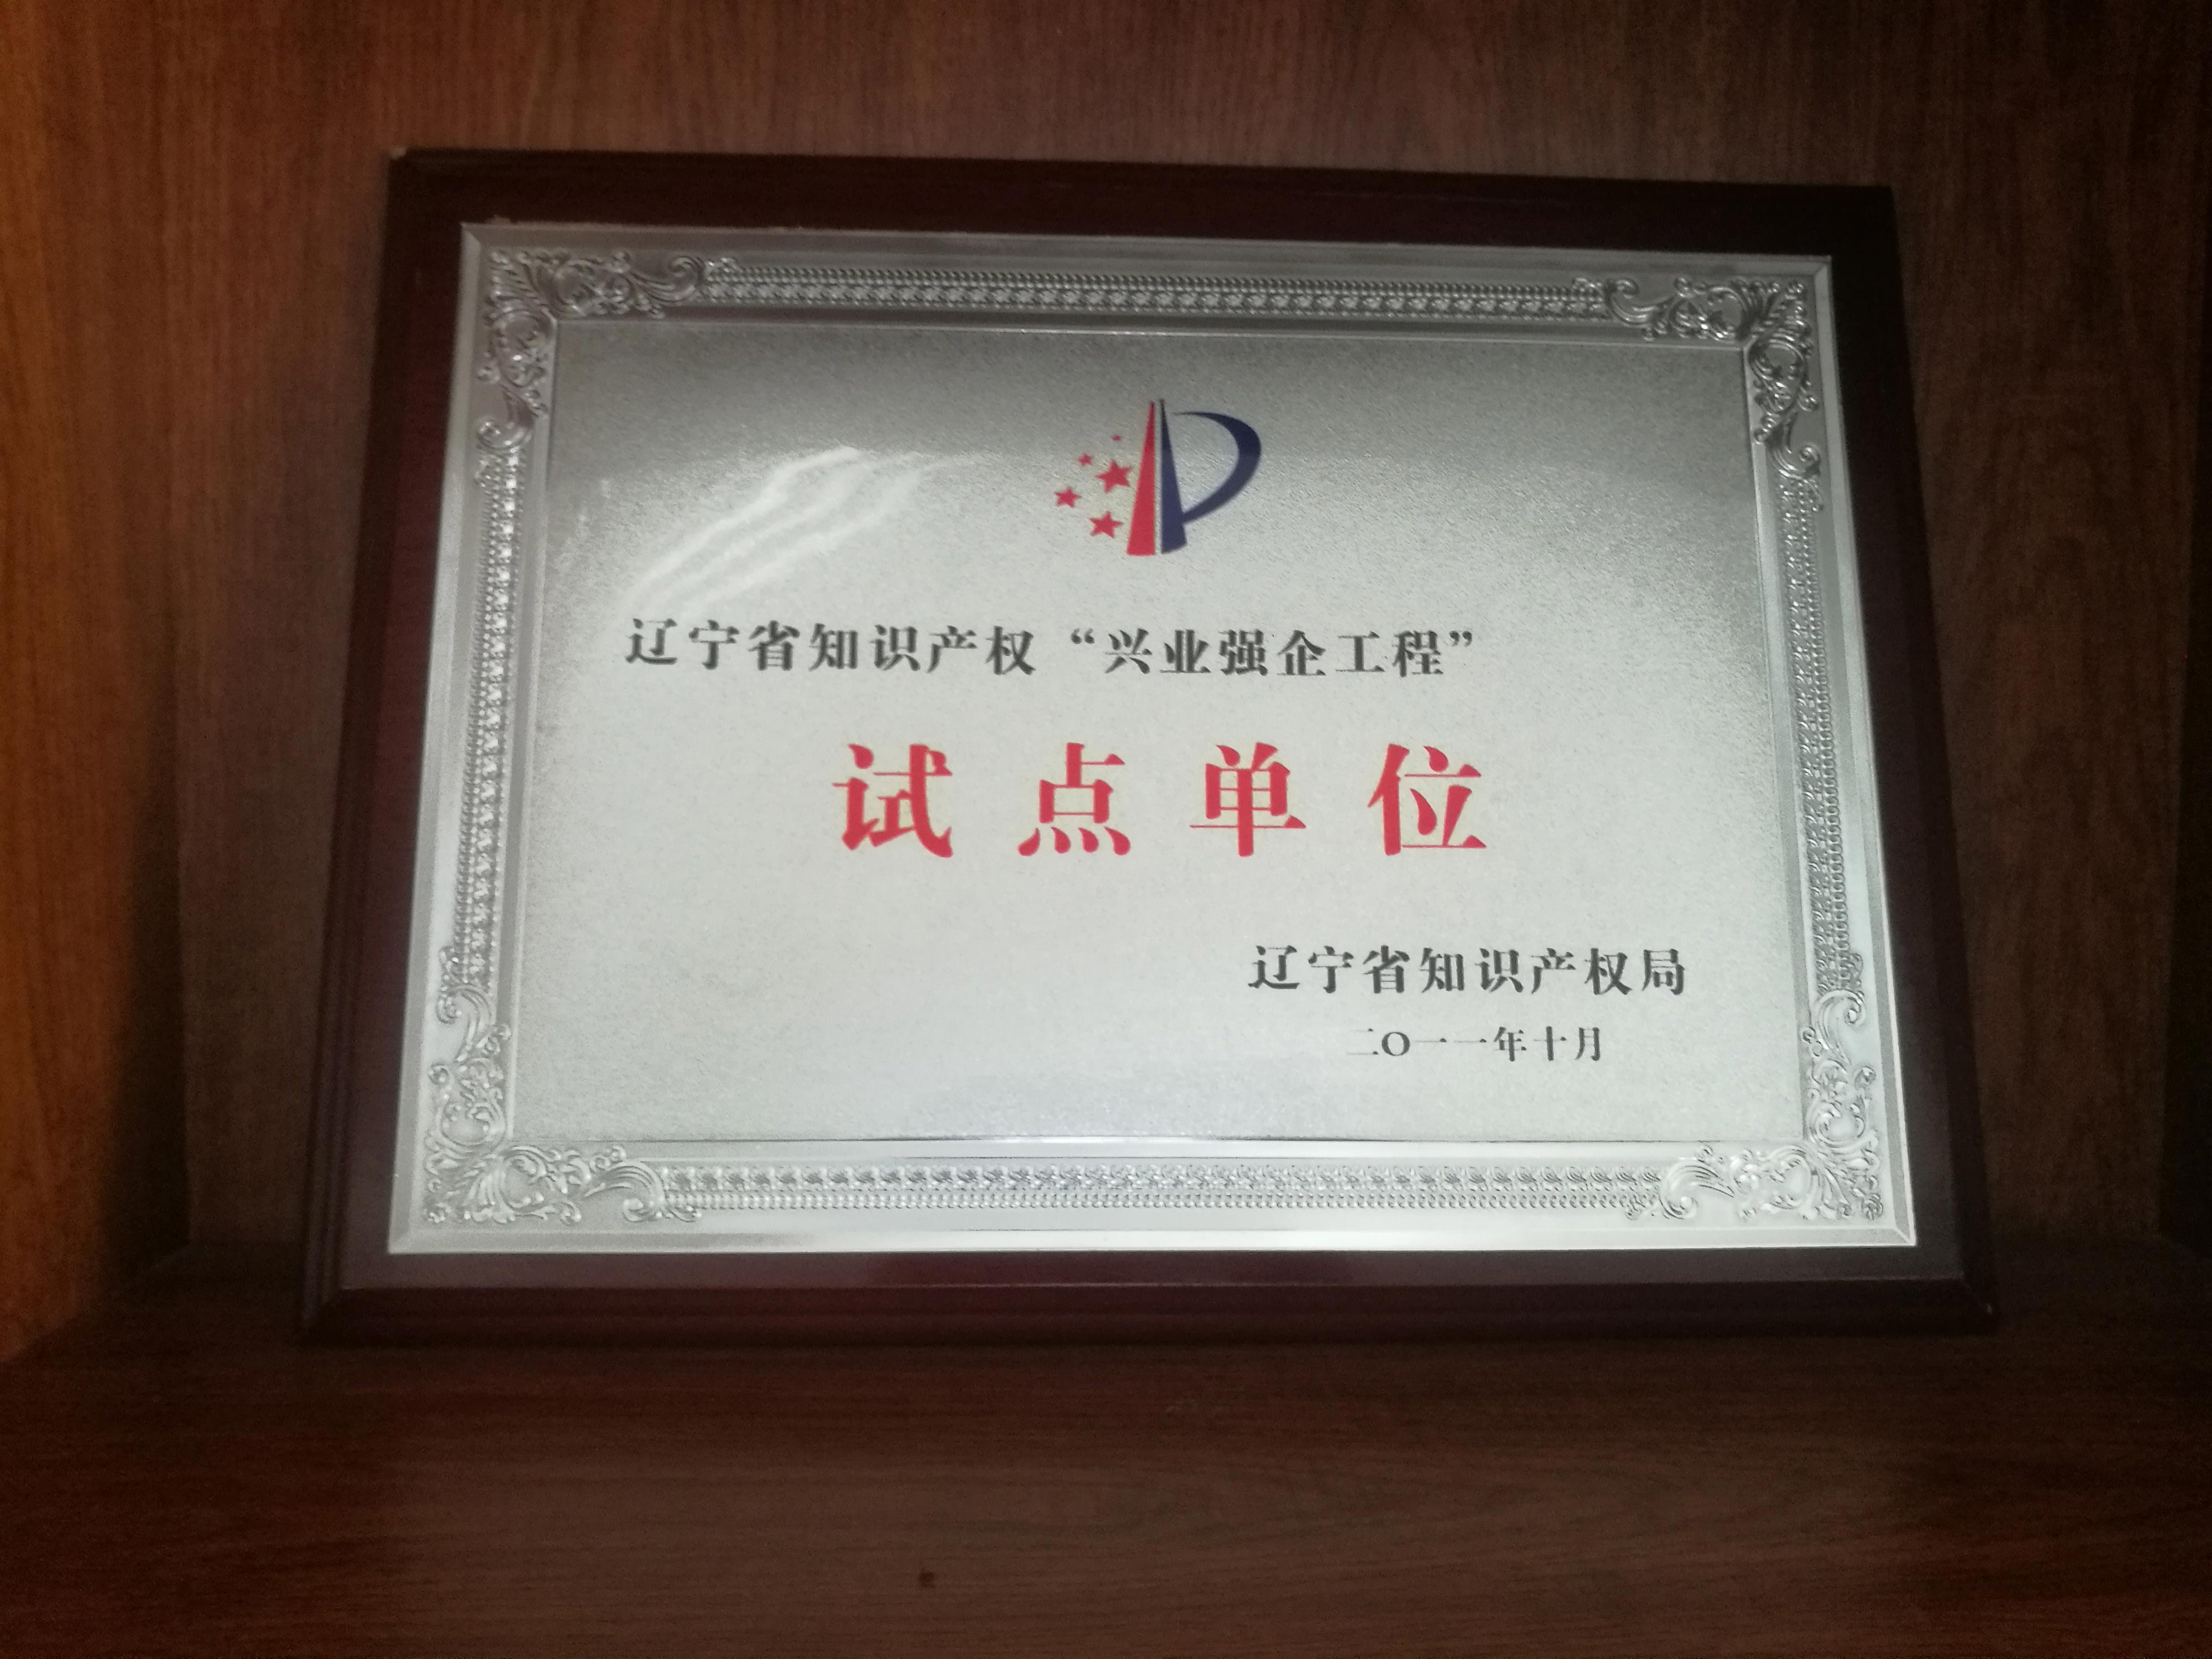 辽宁省知识产权“兴业强企工程”
试点单位
辽宁省知识产权局
二〇一一年十月